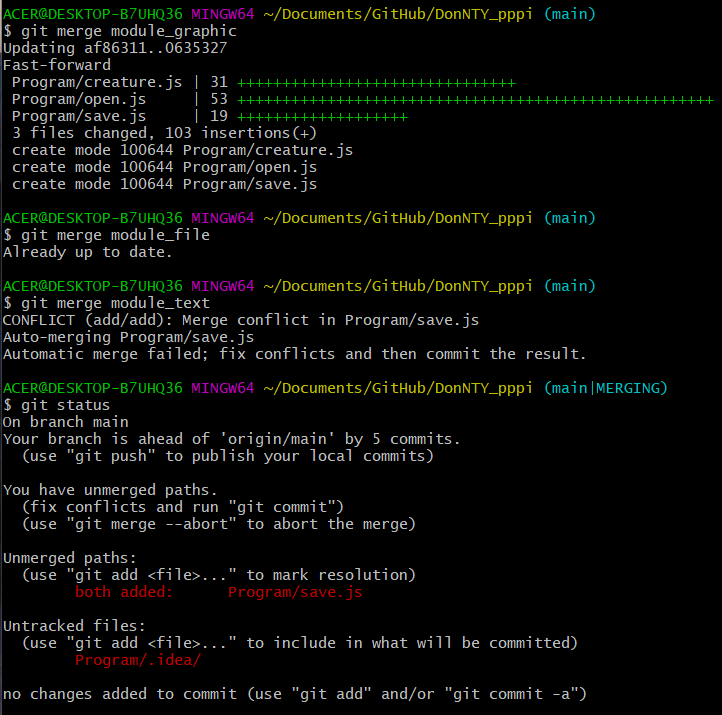 ACER@DESKTOP-B7UHQ36 MINGW64 ~/Documents/GitHub/DonNTY_pppi (main)
$ git merge module_graphic
Updating af86311..0635327
Fast-forward
 Program/creature.js | 31 +++++++++++++++++++++++++++++++
 Program/open.js     | 53 +++++++++++++++++++++++++++++++++++++++++++++++++++++
 Program/save.js     | 19 +++++++++++++++++++
 3 files changed, 103 insertions(+)
 create mode 100644 Program/creature.js
 create mode 100644 Program/open.js
 create mode 100644 Program/save.js

ACER@DESKTOP-B7UHQ36 MINGW64 ~/Documents/GitHub/DonNTY_pppi (main)
$ git merge module_file
Already up to date.

ACER@DESKTOP-B7UHQ36 MINGW64 ~/Documents/GitHub/DonNTY_pppi (main)
$ git merge module_text
CONFLICT (add/add): Merge conflict in Program/save.js
Auto-merging Program/save.js
Automatic merge failed; fix conflicts and then commit the result.

ACER@DESKTOP-B7UHQ36 MINGW64 ~/Documents/GitHub/DonNTY_pppi (main|MERGING)
$ git status
On branch main
Your branch is ahead of 'origin/main' by 5 commits.
  (use "git push" to publish your local commits)

You have unmerged paths.
  (fix conflicts and run "git commit")
  (use "git merge --abort" to abort the merge)

Unmerged paths:
  (use "git add <file>..." to mark resolution)
        both added:      Program/save.js

Untracked files:
  (use "git add <file>..." to include in what will be committed)
        Program/.idea/

no changes added to commit (use "git add" and/or "git commit -a")